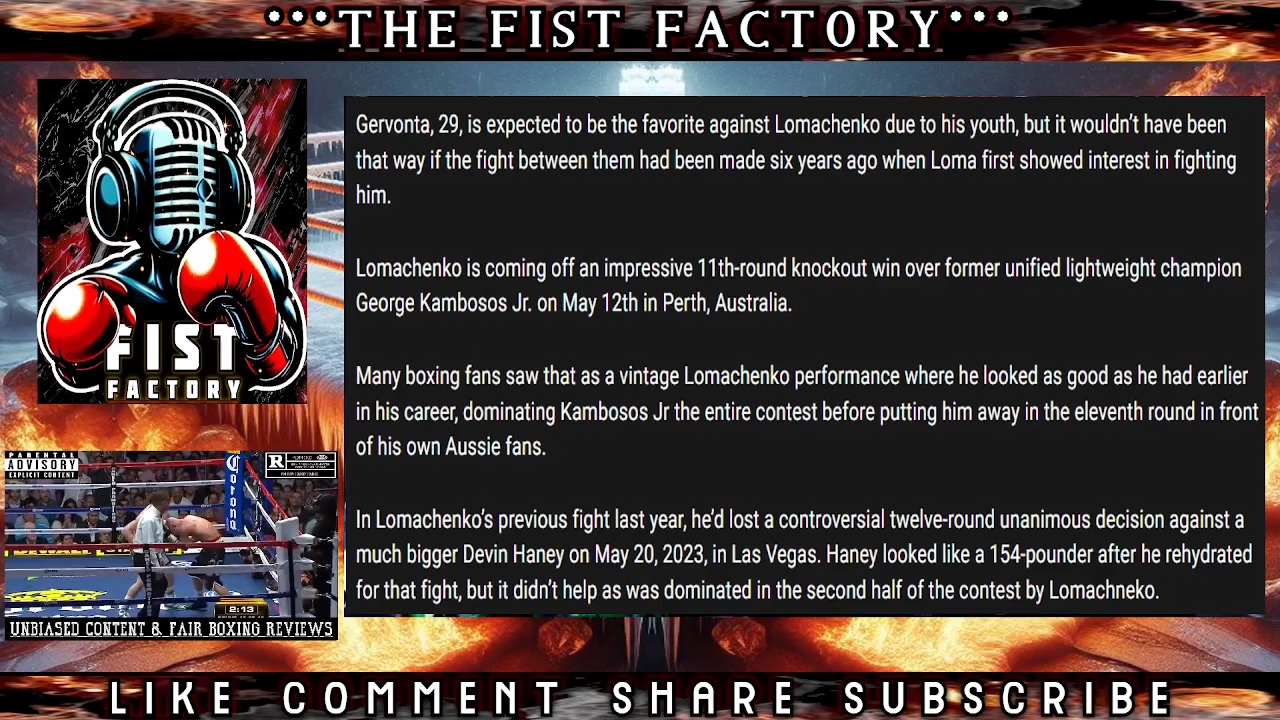 ***THE FIST FACTORY***
Gervonta, 29, is expected to be the favorite against Lomachenko due to his youth, but it wouldn't have been
that way if the fight between them had been made six years ago when Loma first showed interest in fighting
him.
Lomachenko is coming off an impressive 11th-round knockout win over former unified lightweight champion
George Kambosos Jr. on May 12th in Perth, Australia.
Many boxing fans saw that as a vintage Lomachenko performance where he looked as good as he had earlier
in his career, dominating Kambosos Jr the entire contest before putting him away in the eleventh round in front
of his own Aussie fans.
In Lomachenko's previous fight last year, he'd lost a controversial twelve-round unanimous decision against a
much bigger Devin Haney on May 20, 2023, in Las Vegas. Haney looked like a 154-pounder after he rehydrated
for that fight, but it didn't help as was dominated in the second half of the contest by Lomachneko.
FIST
FACTORY
PARENTAL
ADVISORY
EXPLICIT CONTENT
R
Corona
2:13
UNBIASED CONTENT & FAIR BOXING REVIEWS
LIKE COMMENT SHARE SUBSCRIBE